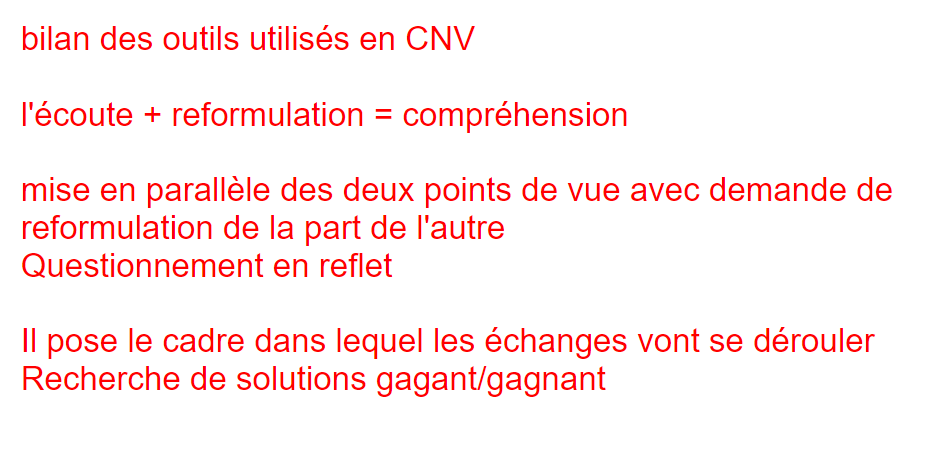 bilan des outils utilisés en CNV
l'écoute + reformulation = compréhension
mise en parallèle des deux points de vue avec demande de
reformulation de la part de l'autre
Questionnement en reflet
Il pose le cadre dans lequel les échanges vont se dérouler
Recherche de solutions gagant/gagnant